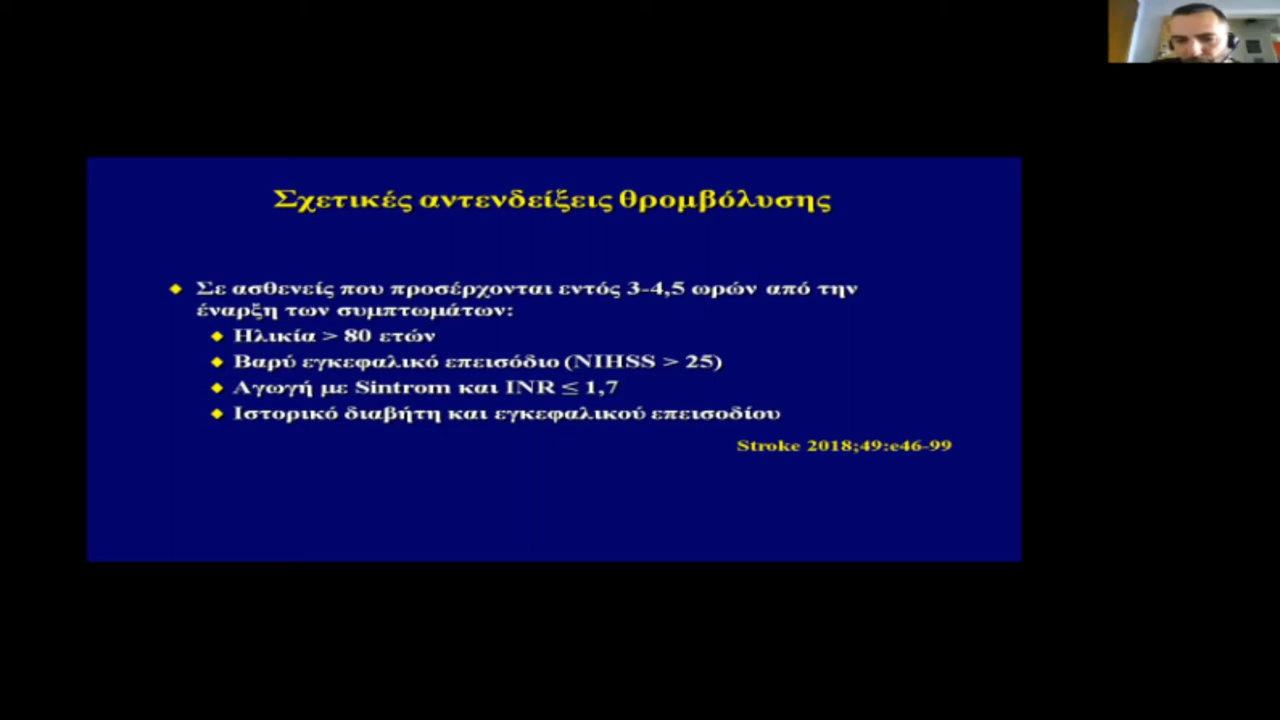 Σχετικές αντενδείξεις θρομβόλυσης
Σε ασθενείς που προσέρχονται εντός 3-4,5 ωρών από την
έναρξη των συμπτωμάτων:
Ηλικία > 80 ετών
Βαρύ εγκεφαλικό επεισόδιο (NIHSS > 25)
Αγωγή με Sintrom και INR ≤ 1,7
Ιστορικό διαβήτη και εγκεφαλικού επεισοδίου
Stroke 2018;49:e46-99